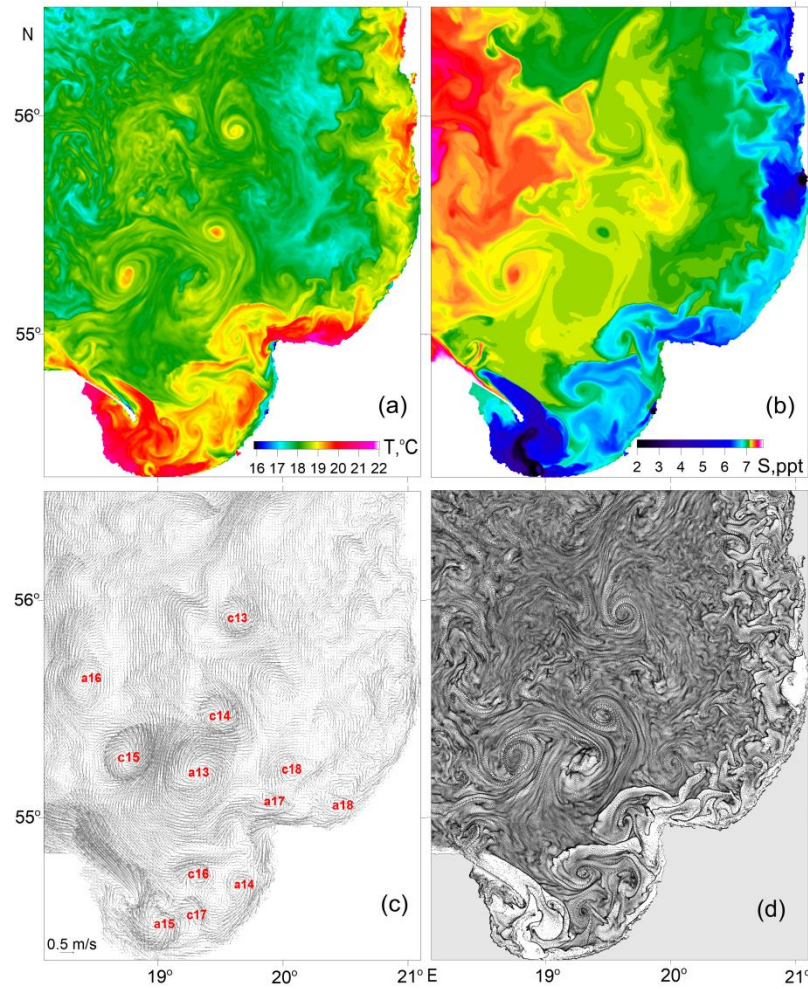 N
56°
55°
(a)
16 17 18 19 20 21 22 T,°C
(b)
2 3 4 5 6 7 S,ppt
56°
55°
c13
a16
c14
c15
a13
c18
a17
a18
c16
a14
c17
a15
0.5 m/s
(c)
(d)
19° 20° 21° E 19° 20° 21°